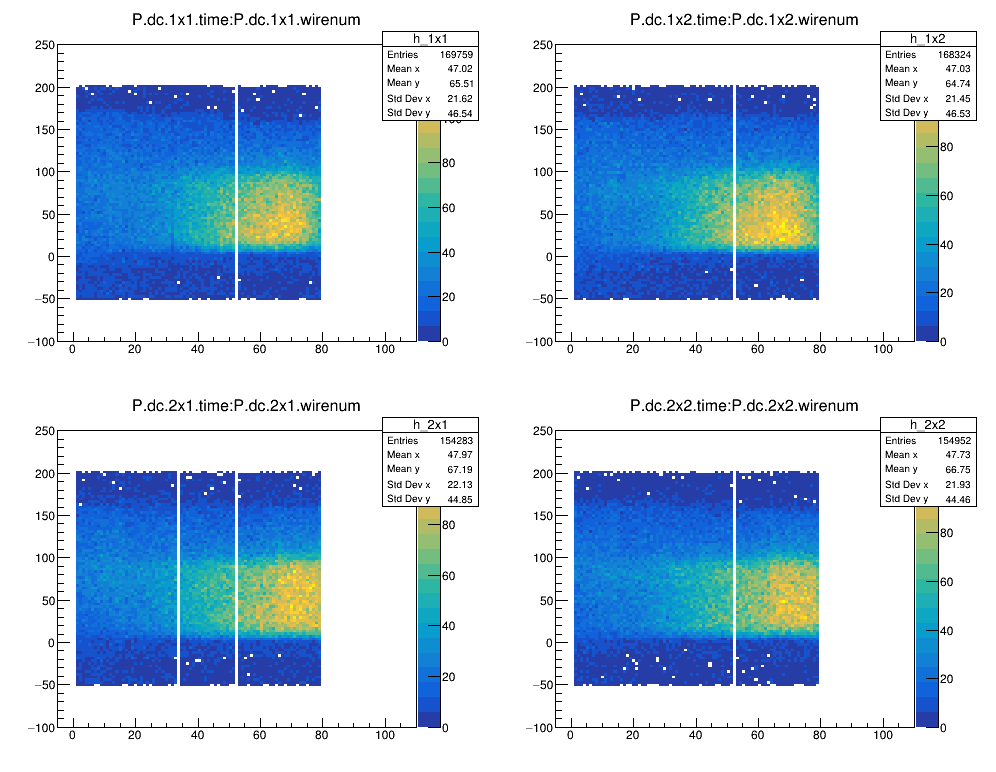 P.dc.1x1.time:P.dc.1x1.wirenum
h_1x1
Entries 169759
Mean x 47.02
Mean y 65.51
Std Dev x 21.62
Std Dev y 46.54
250
200
150
100
50
0
−50
−100
0 20 40 60 80 100
80
60
40
20
0
P.dc.1x2.time:P.dc.1x2.wirenum
h_1x2
Entries 168324
Mean x 47.03
Mean y 64.74
Std Dev x 21.45
Std Dev y 46.53
250
200
150
100
50
0
−50
−100
0 20 40 60 80 100
80
60
40
20
0
P.dc.2x1.time:P.dc.2x1.wirenum
h_2x1
Entries 154283
Mean x 47.97
Mean y 67.19
Std Dev x 22.13
Std Dev y 44.85
250
200
150
100
50
0
−50
−100
0 20 40 60 80 100
80
60
40
20
0
P.dc.2x2.time:P.dc.2x2.wirenum
h_2x2
Entries 154952
Mean x 47.73
Mean y 66.75
Std Dev x 21.93
Std Dev y 44.46
250
200
150
100
50
0
−50
−100
0 20 40 60 80 100
80
60
40
20
0